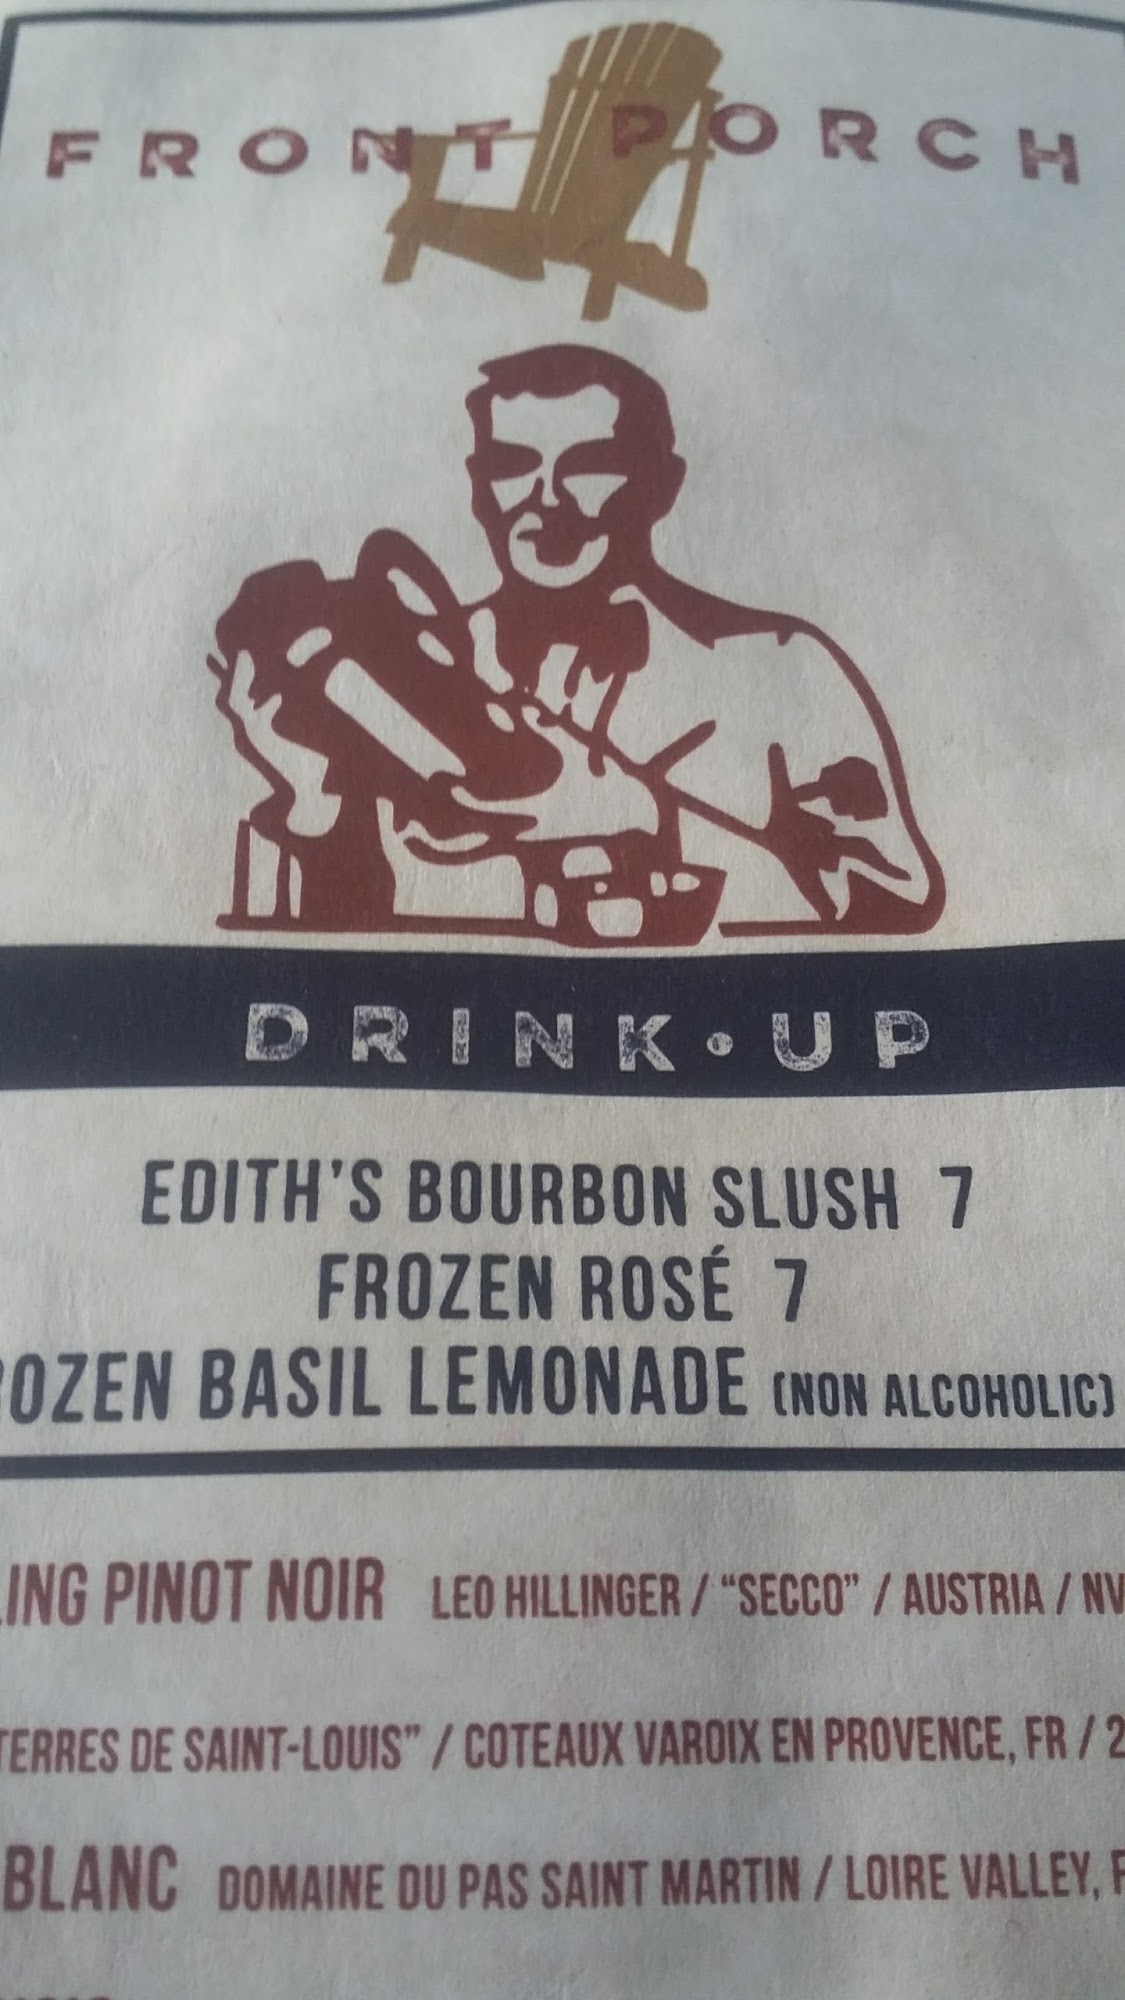 FRONT PORCH
DRINK•UP
EDITH'S BOURBON SLUSH 7
FROZEN ROSÉ 7
OZEN BASIL LEMONADE (NON ALCOHOLIC)
LING PINOT NOIR LEO HILLINGER / “SECCO” / AUSTRIA / NV
TERRES DE SAINT-LOUIS” / COTEAUX VAROIX EN PROVENCE, FR / 2
BLANC DOMAINE DU PAS SAINT MARTIN / LOIRE VALLEY, F